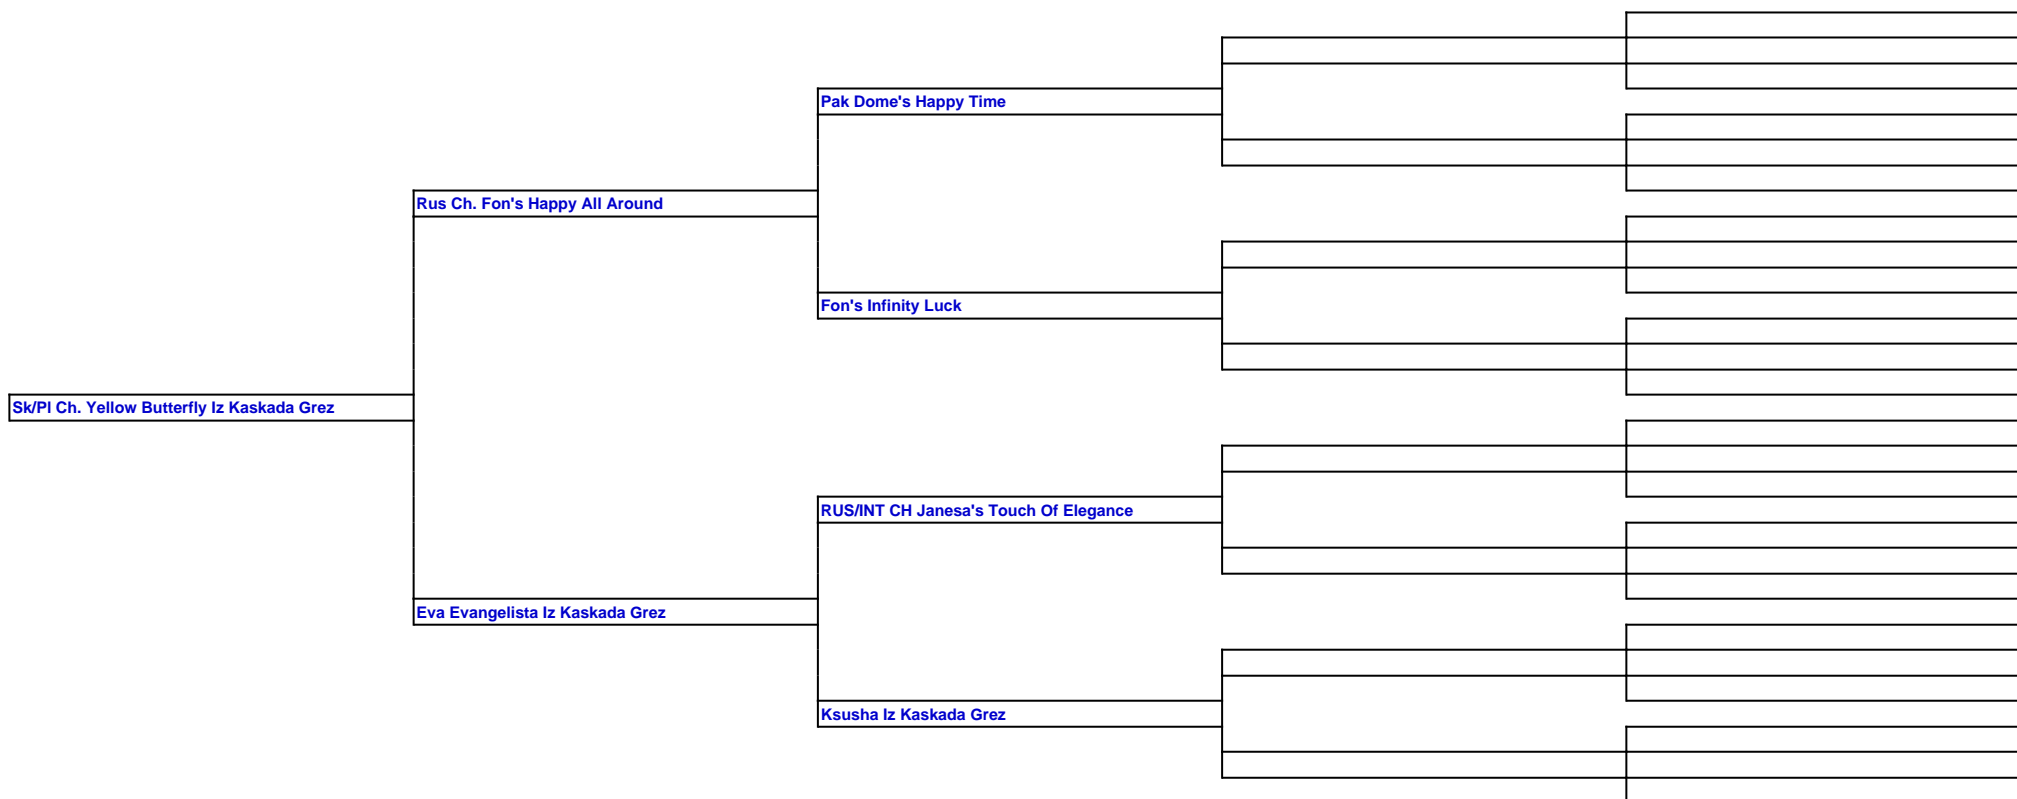 Pak Dome's Happy Time
Rus Ch. Fon's Happy All Around
Fon's Infinity Luck
Sk/Pl Ch. Yellow Butterfly Iz Kaskada Grez
RUS/INT CH Janesa's Touch Of Elegance
Eva Evangelista Iz Kaskada Grez
Ksusha Iz Kaskada Grez